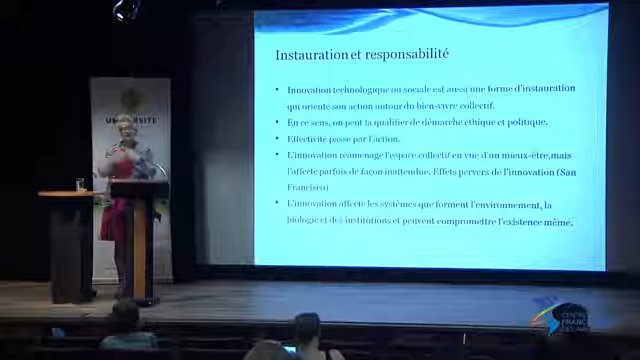 Instauration et responsabilité
• Innovation technologique ou sociale est aussi une forme d'instauration
qui oriente son action autour du bien-vivre collectif.
• En ce sens, on peut la qualifier de démarche éthique et politique.
• Effectivité passe par l'action.
• L'innovation réaménage l'espace collectif en vue d'un mieux-être,mais
l'affecte parfois de façon inattendue. Effets pervers de l'innovation (San
Francisco)
• L'innovation affecte les systèmes que forment l'environnement, la
biologie et des institutions et peuvent compromettre l'existence même.
UNIVERSITÉ
CENTRE
FRANC